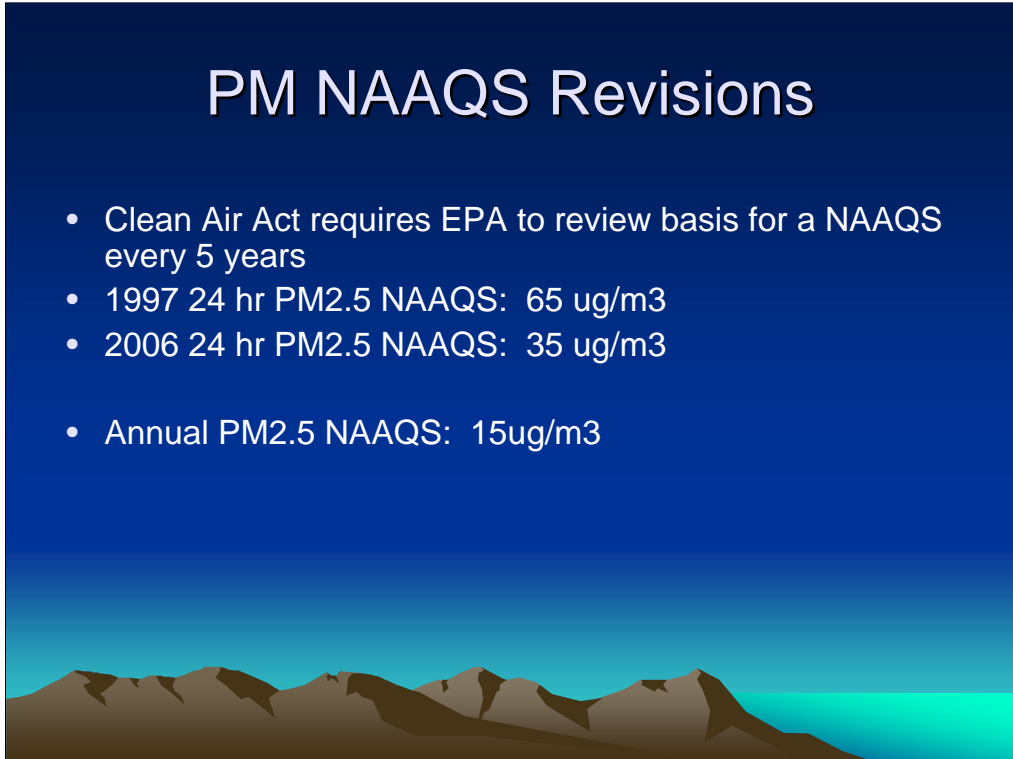 PM NAAQS Revisions
• Clean Air Act requires EPA to review basis for a NAAQS
every 5 years
• 1997 24 hr PM2.5 NAAQS:  65 ug/m3
• 2006 24 hr PM2.5 NAAQS:  35 ug/m3
• Annual PM2.5 NAAQS:  15ug/m3